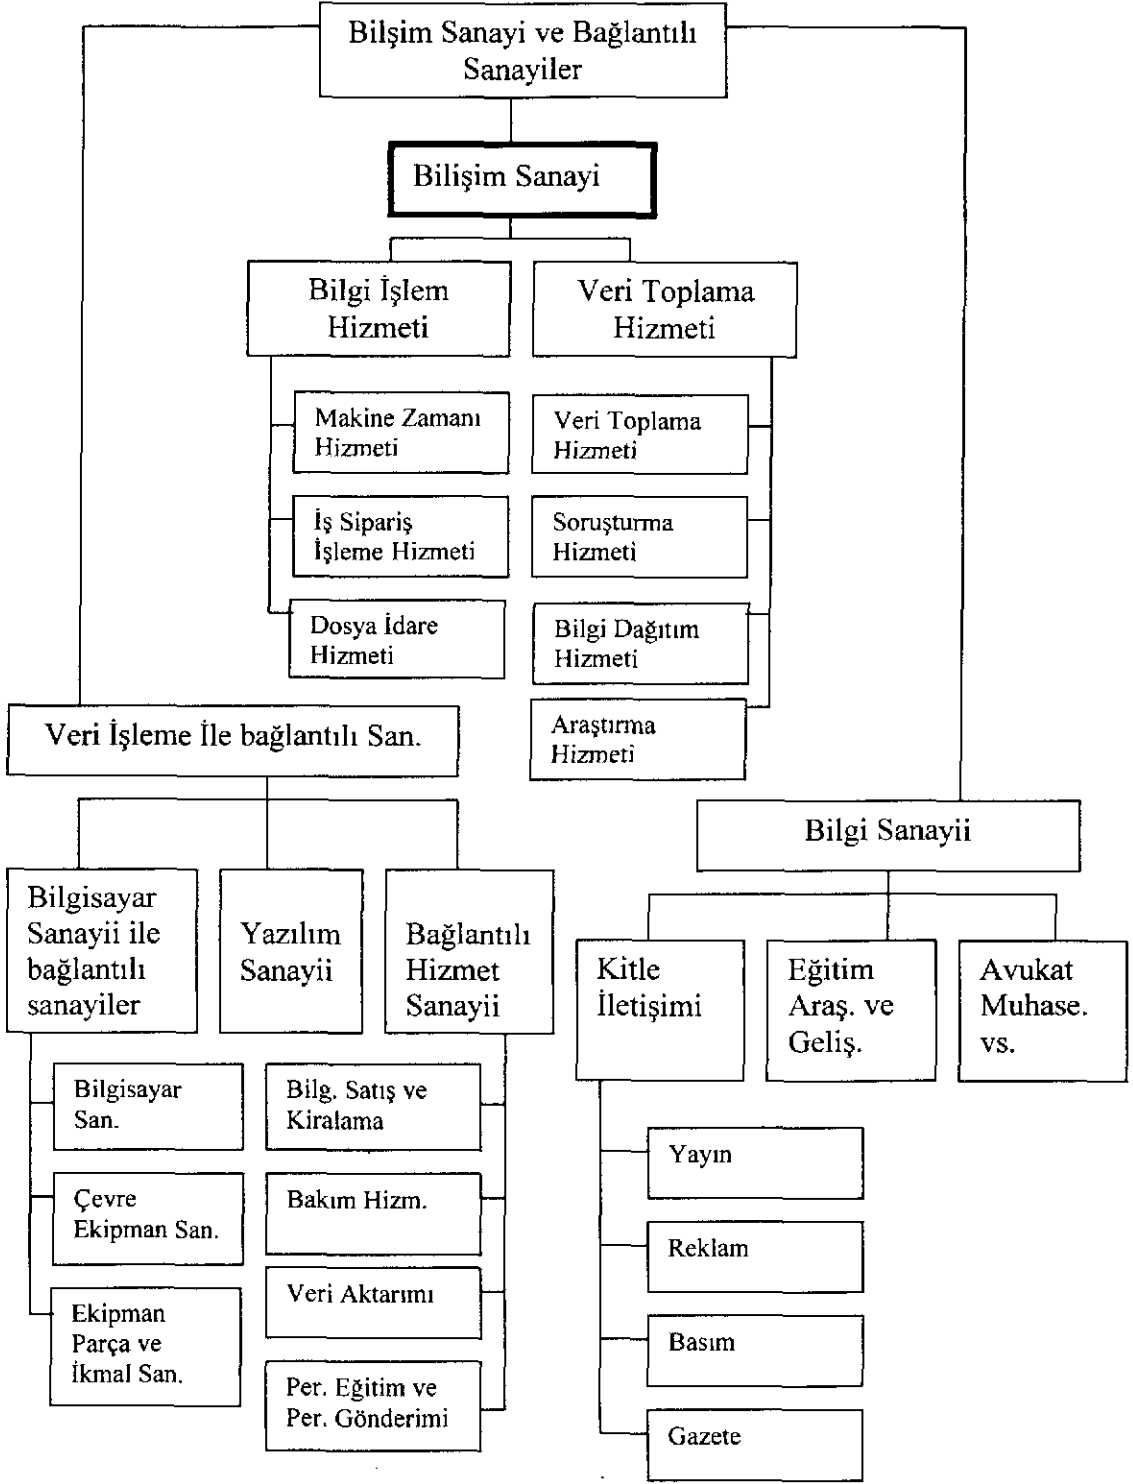 Bilşim Sanayi ve Bağlantılı
Sanayiler
Bilişim Sanayi
Bilgi İşlem
Hizmeti
Veri Toplama
Hizmeti
Makine Zamanı
Hizmeti
Veri Toplama
Hizmeti
İş Sipariş
İşleme Hizmeti
Soruşturma
Hizmeti
Dosya İdare
Hizmeti
Bilgi Dağıtım
Hizmeti
Araştırma
Hizmeti
Veri İşleme İle bağlantılı San.
Bilgi Sanayii
Bilgisayar
Sanayii ile
bağlantılı
sanayiler
Yazılım
Sanayii
Bağlantılı
Hizmet
Sanayii
Kitle
İletişimi
Eğitim
Araş. ve
Geliş.
Avukat
Muhase.
vs.
Bilgisayar
San.
Çevre
Ekipman San.
Ekipman
Parça ve
İkmal San.
Bilg. Satış ve
Kiralama
Bakım Hizm.
Veri Aktarımı
Per. Eğitim ve
Per. Gönderimi
Yayın
Reklam
Basım
Gazete